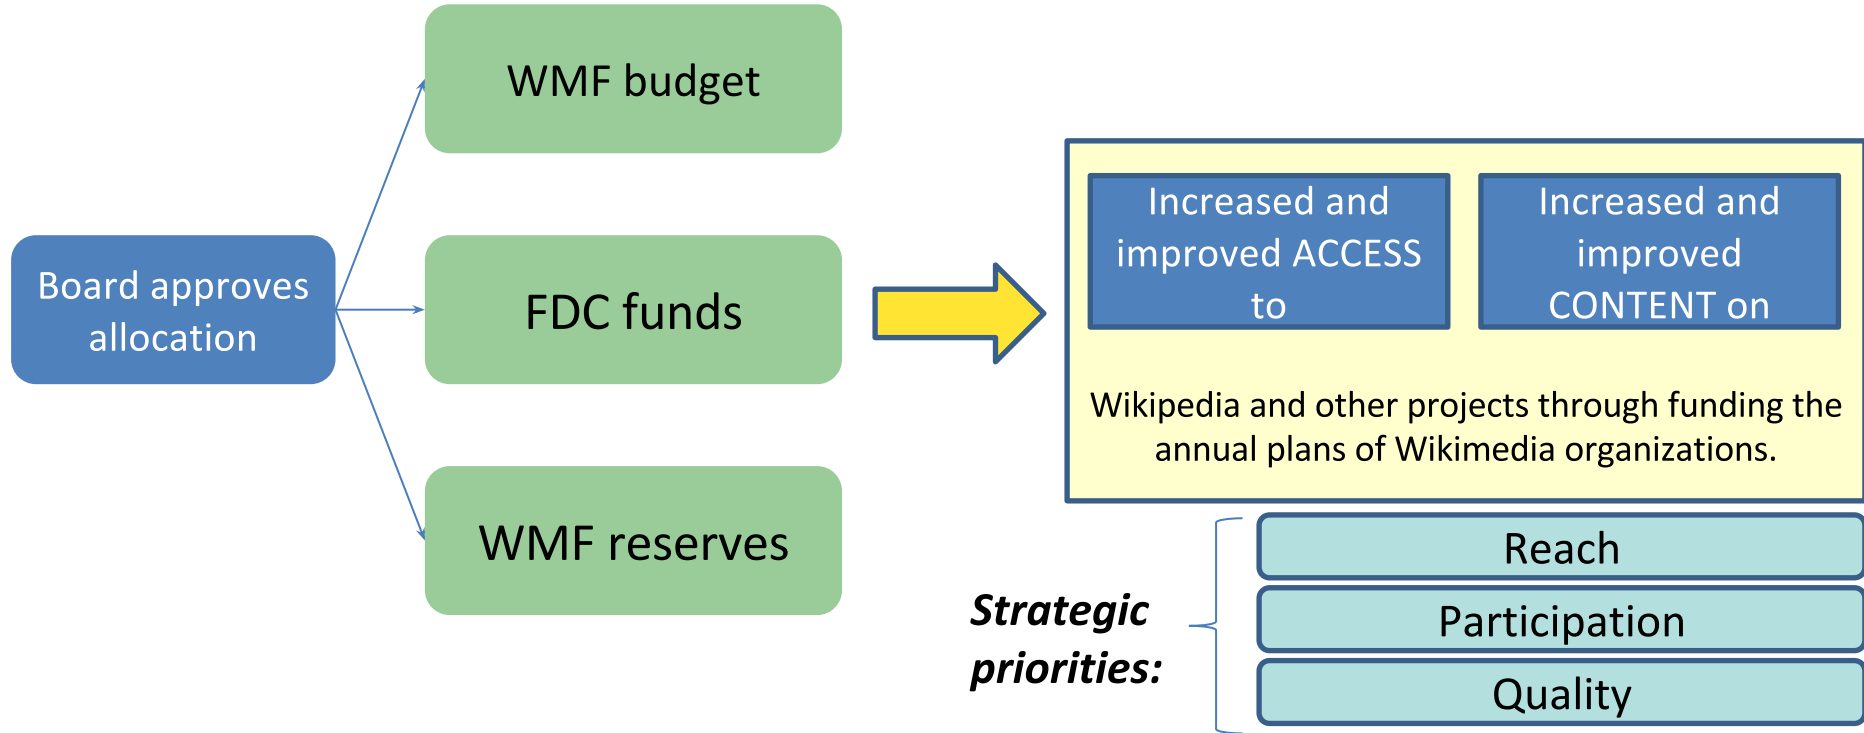 WMF budget
Board approves
allocation
FDC funds
WMF reserves
Increased and
improved ACCESS
to
Increased and
improved
CONTENT on
Wikipedia and other projects through funding the
annual plans of Wikimedia organizations.
Strategic
priorities:
Reach
Participation
Quality